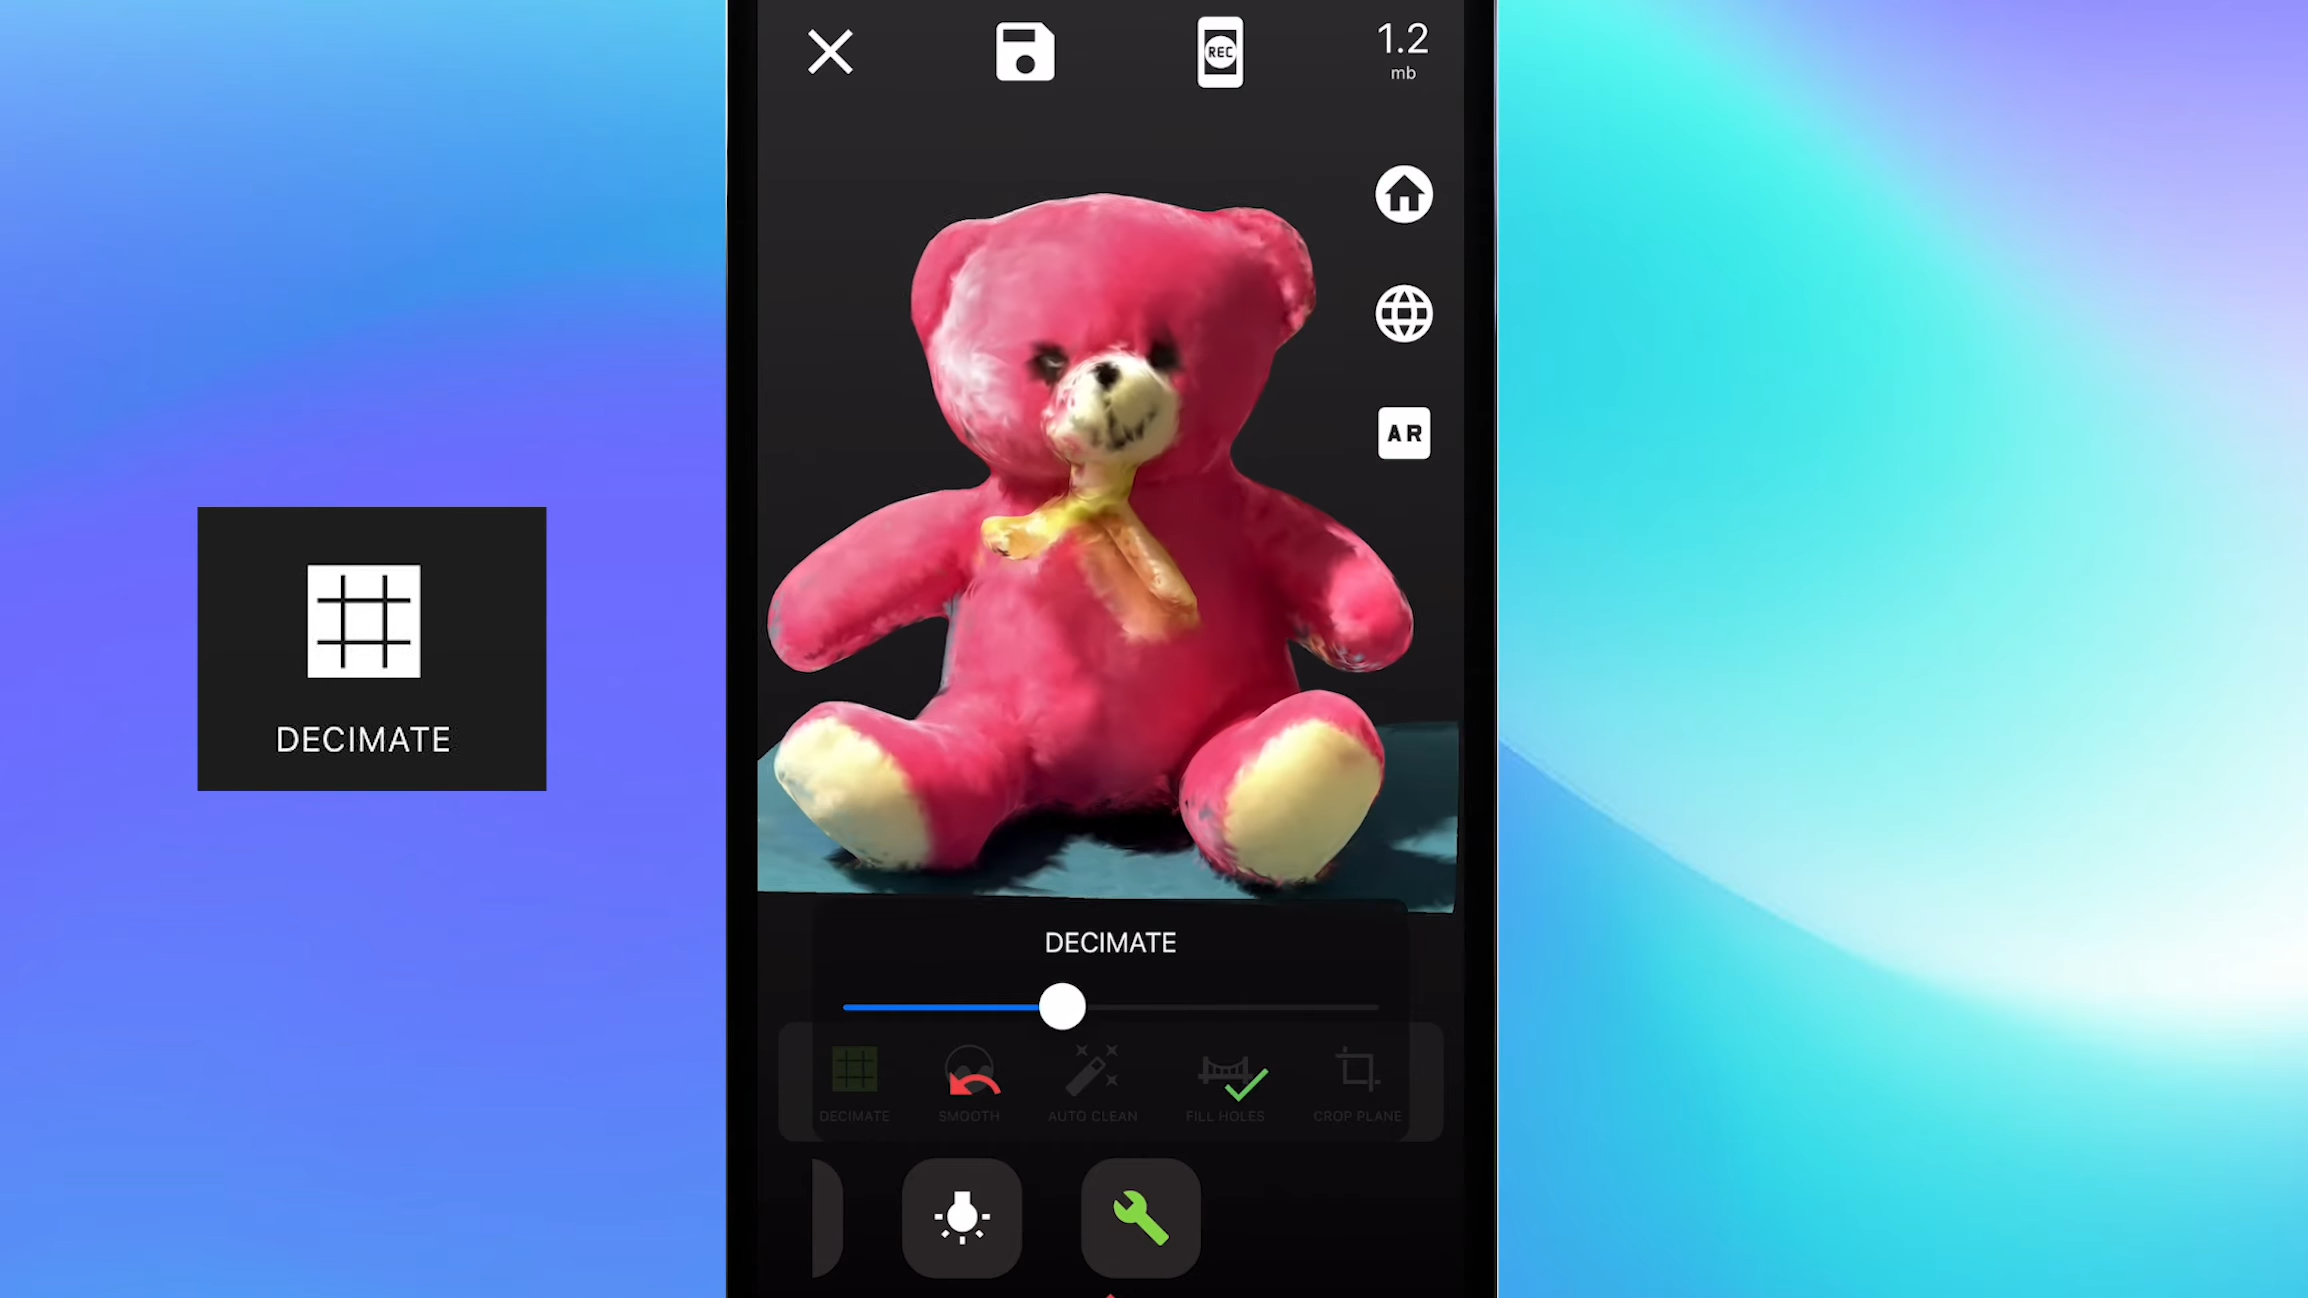 1.2
REC
mb
AR
DECIMATE
DECIMATE
DECIMATE SMOOTH AUTO CLEAN FILL HOLES CROP PLANE